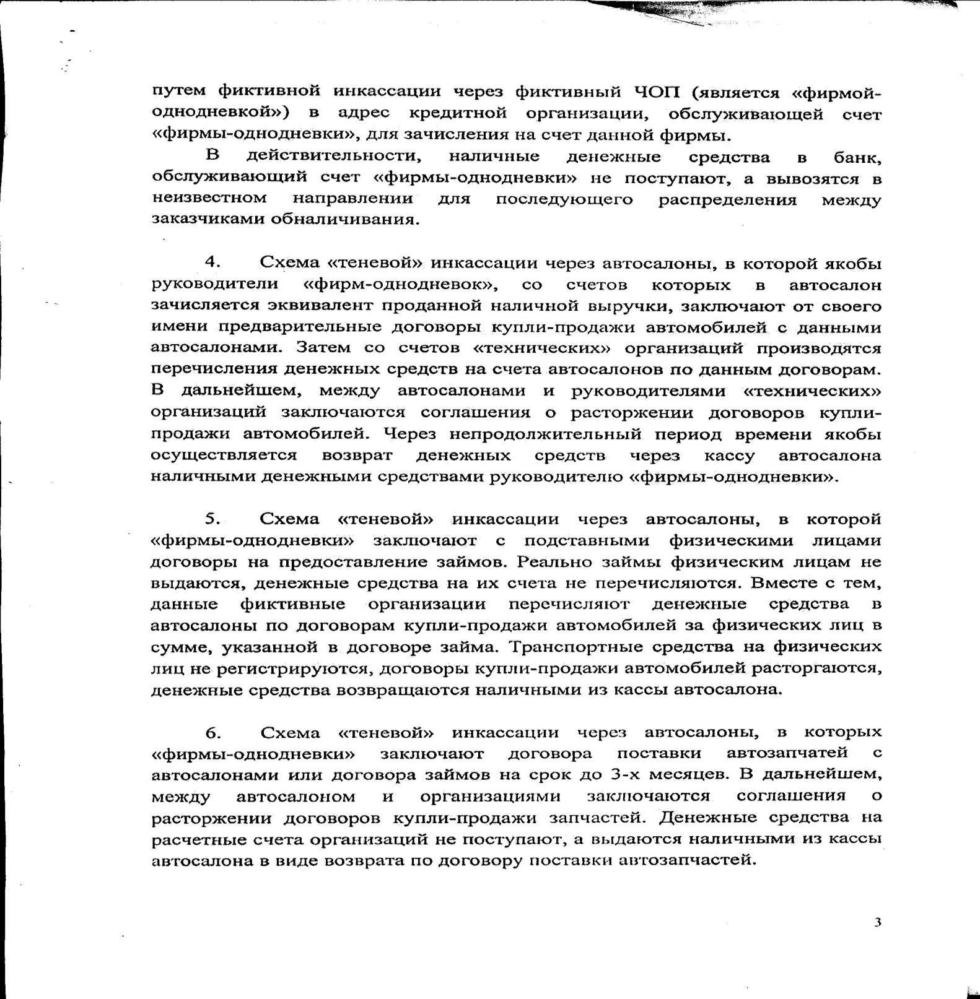 путем фиктивной инкассации через фиктивный ЧОП (является «фирмой-
однодневкой») в адрес кредитной организации, обслуживающей счет
«фирмы-однодневки», для зачисления на счет данной фирмы.
В действительности, наличные денежные средства в банк,
обслуживающий счет «фирмы-однодневки» не поступают, а вывозятся в
неизвестном направлении для последующего распределения между
заказчиками обналичивания.
4. Схема «теневой» инкассации через автосалоны, в которой якобы
руководители «фирм-однодневок», со счетов которых в автосалон
зачисляется эквивалент проданной наличной выручки, заключают от своего
имени предварительные договоры купли-продажи автомобилей с данными
автосалонами. Затем со счетов «технических» организаций производятся
перечисления денежных средств на счета автосалонов по данным договорам.
В дальнейшем, между автосалонами и руководителями «технических»
организаций заключаются соглашения о расторжении договоров купли-
продажи автомобилей. Через непродолжительный период времени якобы
осуществляется возврат денежных средств через кассу автосалона
наличными денежными средствами руководителю «фирмы-однодневки».
5. Схема «теневой» инкассации через автосалоны, в которой
«фирмы-однодневки» заключают с подставными физическими лицами
договоры на предоставление займов. Реально займы физическим лицам не
выдаются, денежные средства на их счета не перечисляются. Вместе с тем,
данные фиктивные организации перечисляют денежные средства в
автосалоны по договорам купли-продажи автомобилей за физических лиц в
сумме, указанной в договоре займа. Транспортные средства на физических
лиц не регистрируются, договоры купли-продажи автомобилей расторгаются,
денежные средства возвращаются наличными из кассы автосалона.
6. Схема «теневой» инкассации через автосалоны, в которых
«фирмы-однодневки» заключают договора поставки автозапчатей с
автосалонами или договора займов на срок до 3-х месяцев. В дальнейшем,
между автосалоном и организациями заключаются соглашения о
расторжении договоров купли-продажи запчастей. Денежные средства на
расчетные счета организаций не поступают, а выдаются наличными из кассы
автосалона в виде возврата по договору поставки автозапчастей.
3